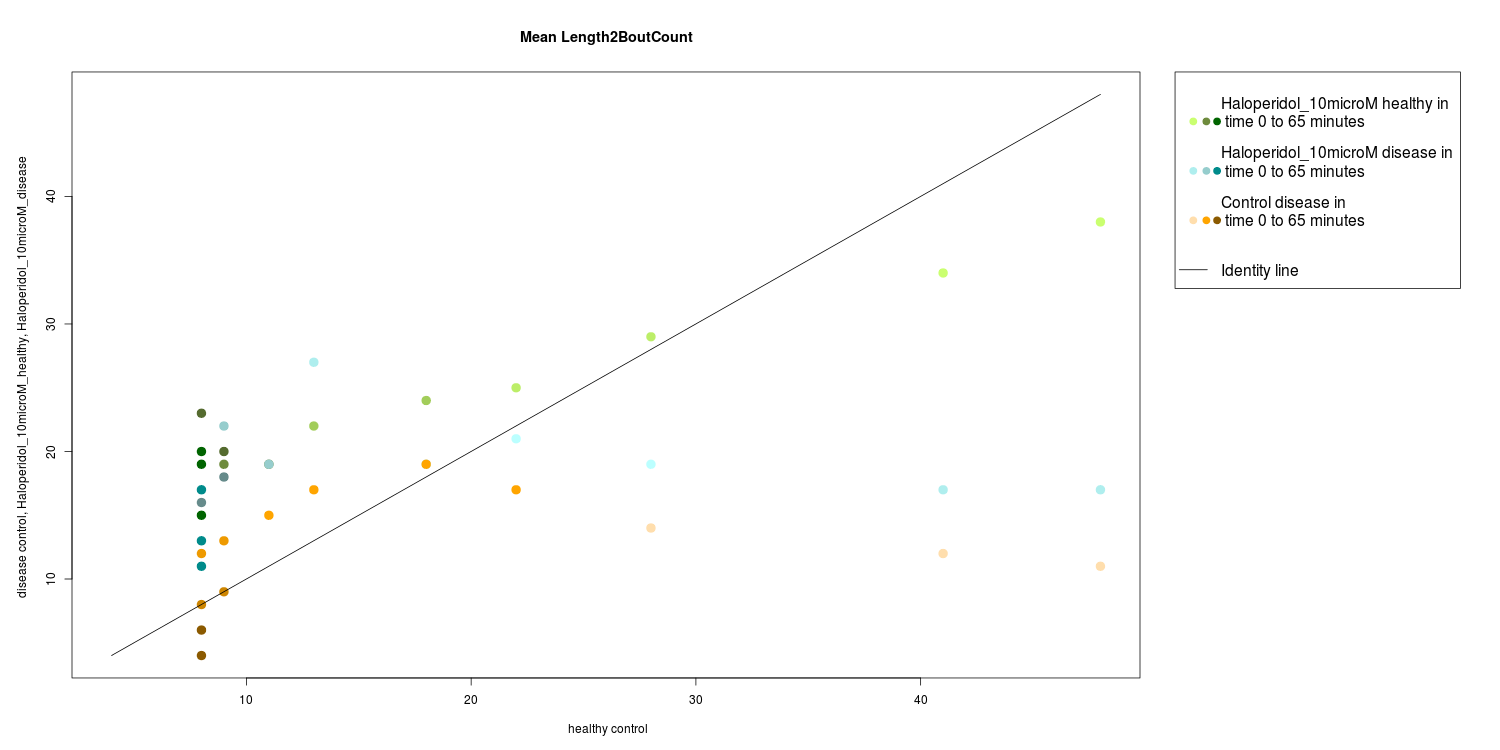 Mean Length2BoutCount
disease control, Haloperidol_10microM_healthy, Haloperidol_10microM_disease
40
30
20
10
10
20
30
40
healthy control
Haloperidol_10microM healthy in
time 0 to 65 minutes
Haloperidol_10microM disease in
time 0 to 65 minutes
Control disease in
time 0 to 65 minutes
Identity line